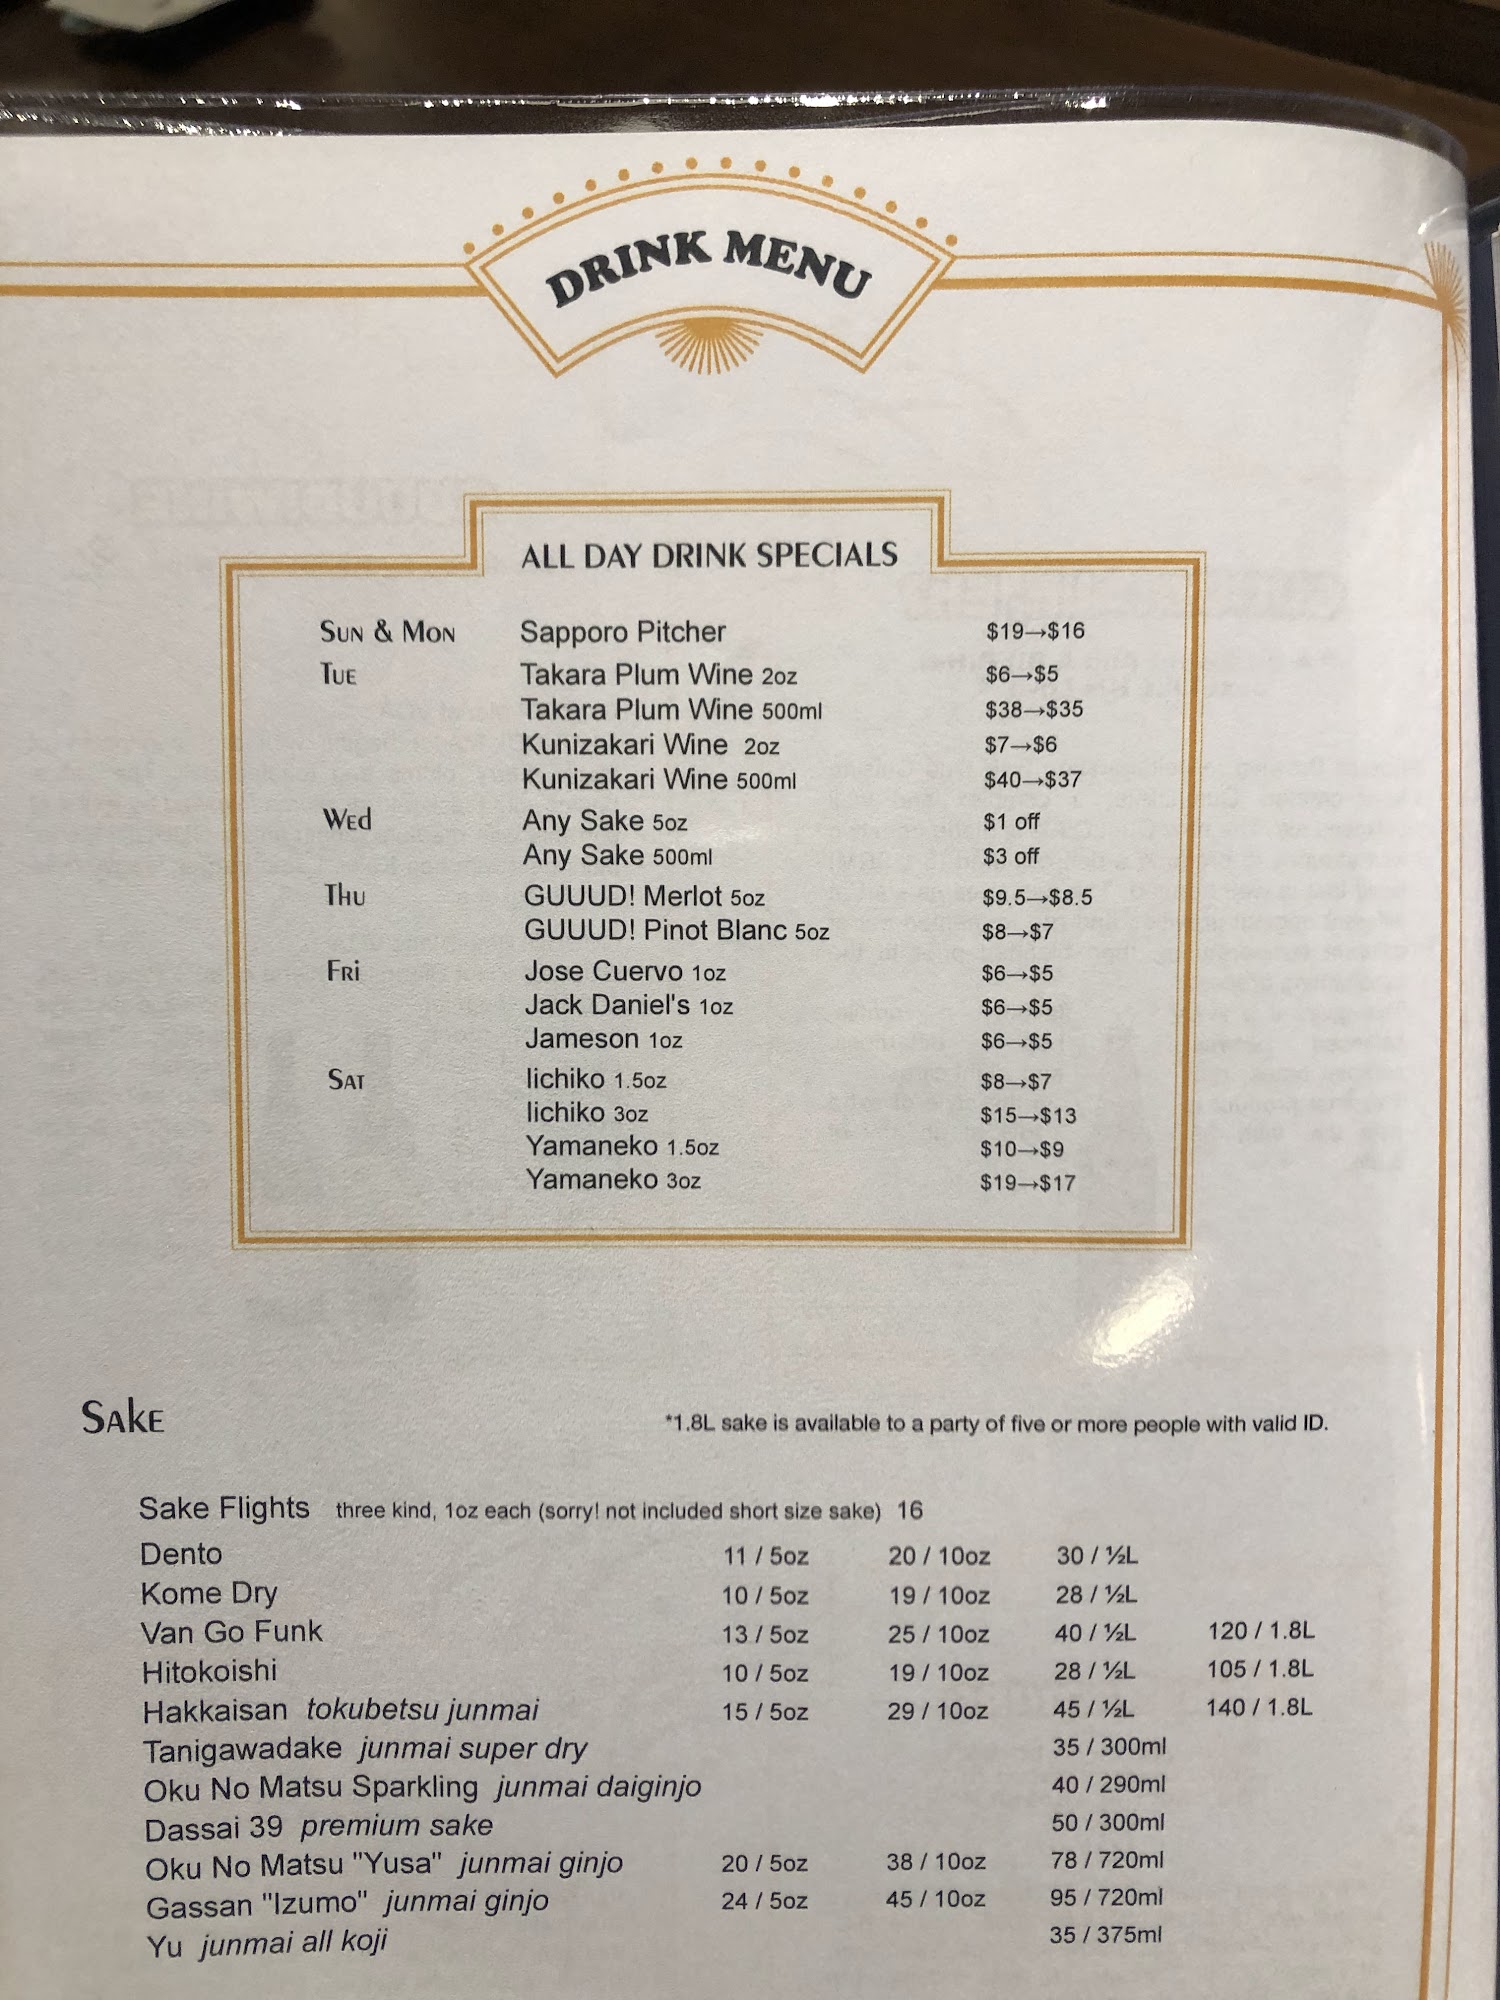 DRINK MENU
ALL DAY DRINK SPECIALS
Sun & Mon Sapporo Pitcher $19→$16
Tue Takara Plum Wine 2oz $6→$5
Takara Plum Wine 500ml $38→$35
Kunizakari Wine 2oz $7→$6
Kunizakari Wine 500ml $40→$37
Wed Any Sake 5oz $1 off
Any Sake 500ml $3 off
Thu GUUUD! Merlot 5oz $9.5→$8.5
GUUUD! Pinot Blanc 5oz $8→$7
Fri Jose Cuervo 1oz $6→$5
Jack Daniel's 1oz $6→$5
Jameson 1oz $6→$5
Sat Iichiko 1.5oz $8→$7
Iichiko 3oz $15→$13
Yamaneko 1.5oz $10→$9
Yamaneko 3oz $19→$17
Sake *1.8L sake is available to a party of five or more people with valid ID.
Sake Flights three kind, 1oz each (sorry! not included short size sake) 16
Dento 11 / 5oz 20 / 10oz 30 / ½L
Kome Dry 10 / 5oz 19 / 10oz 28 / ½L
Van Go Funk 13 / 5oz 25 / 10oz 40 / ½L 120 / 1.8L
Hitokoishi 10 / 5oz 19 / 10oz 28 / ½L 105 / 1.8L
Hakkaisan tokubetsu junmai 15 / 5oz 29 / 10oz 45 / ½L 140 / 1.8L
Tanigawadake junmai super dry 35 / 300ml
Oku No Matsu Sparkling junmai daiginjo 40 / 290ml
Dassai 39 premium sake 50 / 300ml
Oku No Matsu "Yusa" junmai ginjo 20 / 5oz 38 / 10oz 78 / 720ml
Gassan "Izumo" junmai ginjo 24 / 5oz 45 / 10oz 95 / 720ml
Yu junmai all koji 35 / 375ml